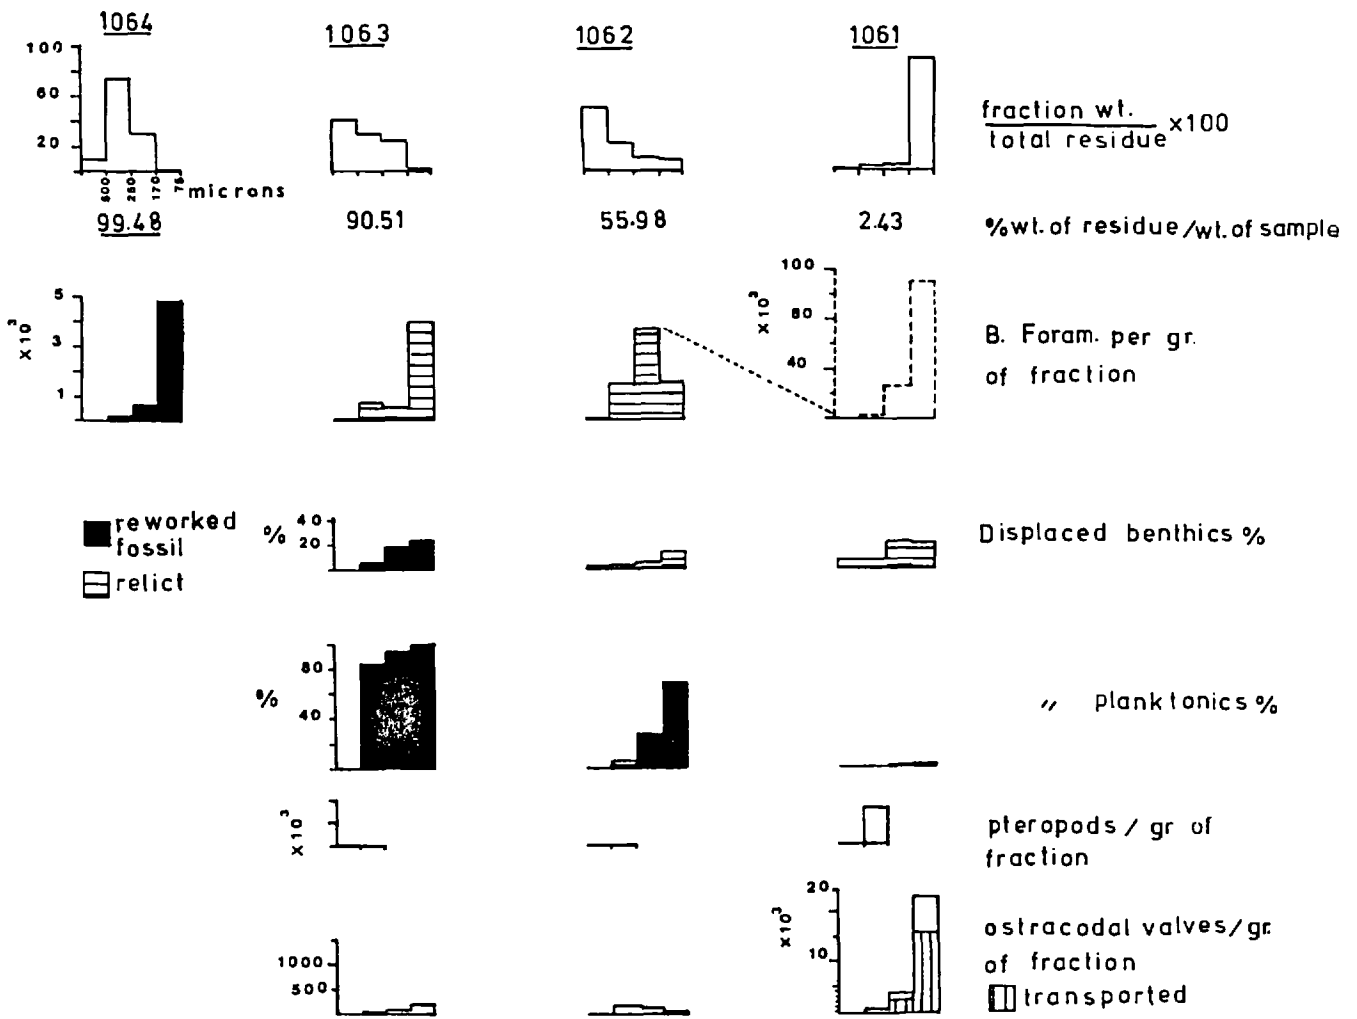 1064 1063 1062 1061
100
60
20
500 250 170 75 microns
fraction wt.
total residue x100
99.48 90.51 55.98 2.43 %wt. of residue/wt. of sample
5
3
1
x10³
100
80
40
x10³
B. Foram. per gr.
of fraction
reworked
fossil
relict
%
40
20
Displaced benthics %
%
80
40
〃 planktonics %
x10³
pteropods / gr of
fraction
1000
500
x10³
20
10
ostracodal valves/gr.
of fraction
transported